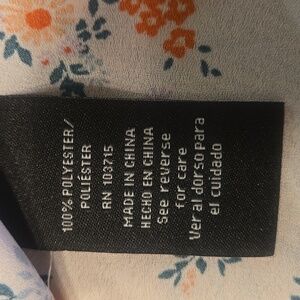 100% POLYESTER/
POLIÉSTER
RN 103715
MADE IN CHINA
HECHO EN CHINA
See reverse
for care
Ver al dorso para
el cuidado